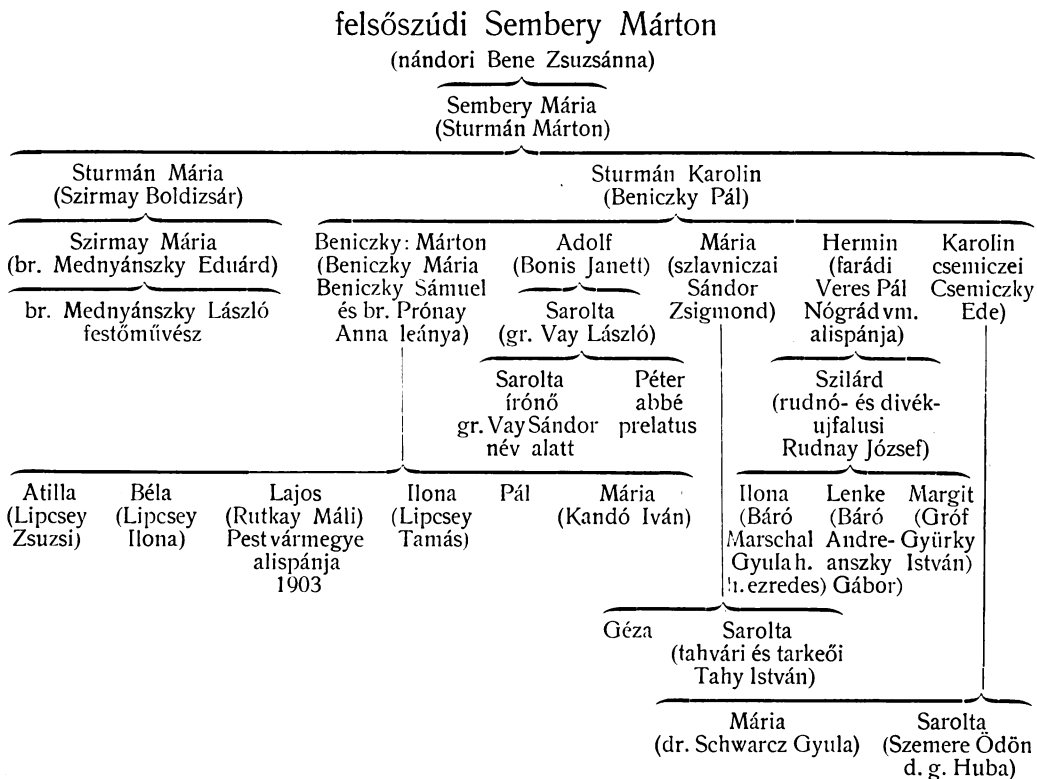 felsőszúdi Sembery Márton
(nándori Bene Zsuzsánna)
Sembery Mária
(Sturmán Márton)
Sturmán Mária
(Szirmay Boldizsár)
Sturmán Karolin
(Beniczky Pál)
Szirmay Mária
(br. Mednyánszky Eduárd)
br. Mednyánszky László
festőművész
Beniczky: Márton
(Beniczky Mária
Beniczky Sámuel
és br. Prónay
Anna leánya)
Adolf
(Bonis Janett)
Sarolta
(gr. Vay László)
Sarolta
írónő
gr. Vay Sándor
név alatt
Péter
abbé
prelatus
Mária
(szlavniczai
Sándor
Zsigmond)
Hermin
(farádi
Veres Pál
Nógrád vm.
alispánja)
Szilárd
(rudnó- és divék-
ujfalusi
Rudnay József)
Karolin
csemiczei
Csemiczky
Ede)
Atilla
(Lipcsey
Zsuzsi)
Béla
(Lipcsey
Ilona)
Lajos
(Rutkay Máli)
Pestvármegye
alispánja
1903
Ilona
(Lipcsey
Tamás)
Pál
Mária
(Kandó Iván)
Ilona
(Báró
Marschal
Gyula h.
h. ezredes)
Lenke
(Báró
Andre-
anszky
Gábor)
Margit
(Gróf
Gyürky
István)
Géza
Sarolta
(tahvári és tarkeői
Tahy István)
Mária
(dr. Schwarcz Gyula)
Sarolta
(Szemere Ödön
d. g. Huba)